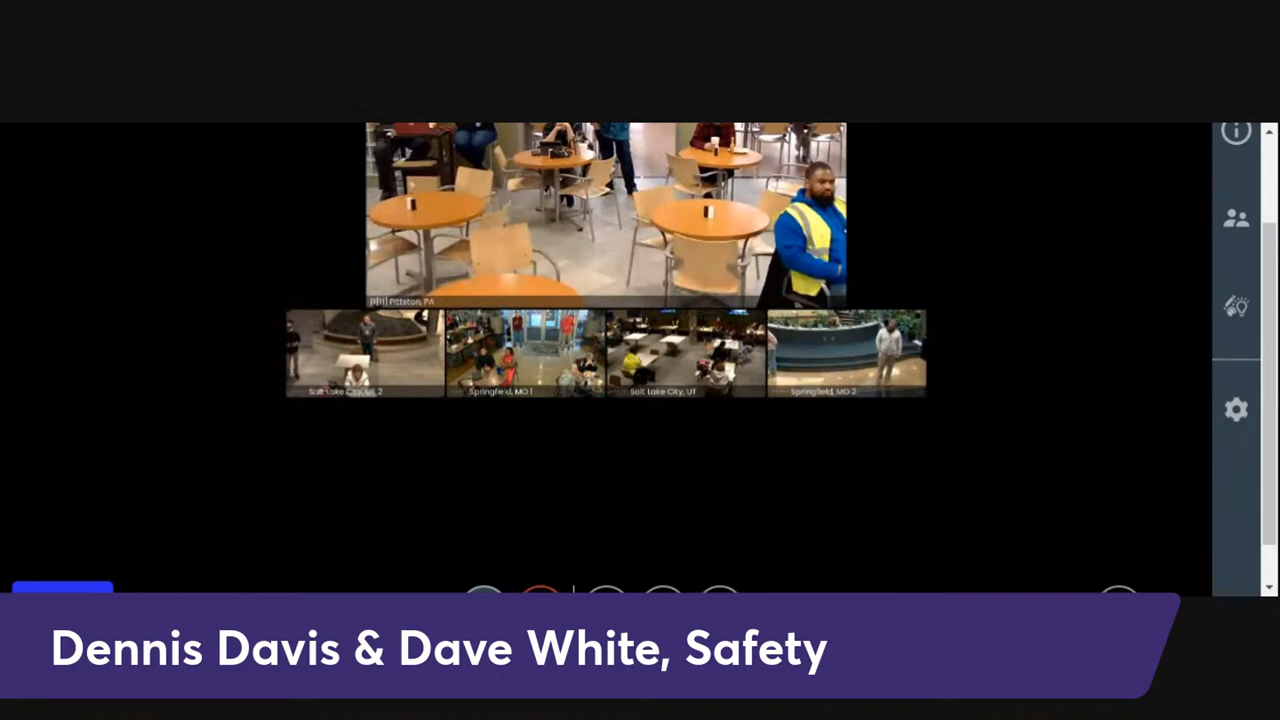 Pittston, PA
Salt Lake City, UT 2
Springfield, MO 1
Salt Lake City, UT
Springfield, MO 2
Dennis Davis & Dave White, Safety